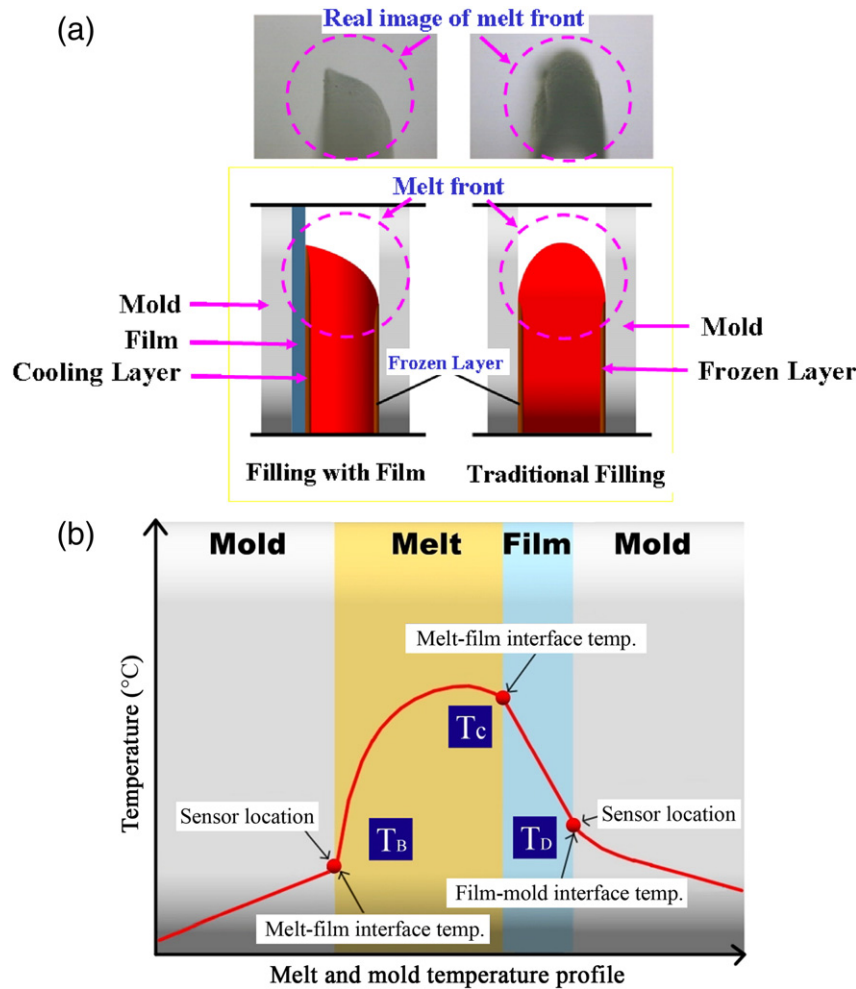 (a)
Real image of melt front
Melt front
Mold
Film
Cooling Layer
Frozen Layer
Mold
Frozen Layer
Filling with Film
Traditional Filling
(b)
Mold
Melt
Film
Mold
Melt-film interface temp.
Tc
Sensor location
TB
TD
Sensor location
Film-mold interface temp.
Melt-film interface temp.
Temperature (°C)
Melt and mold temperature profile